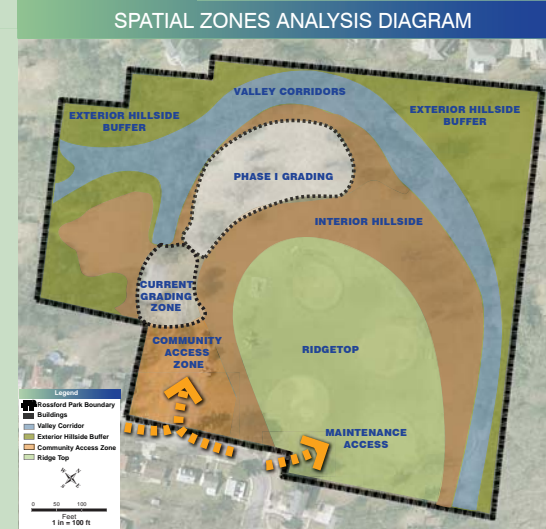 SPATIAL ZONES ANALYSIS DIAGRAM
VALLEY CORRIDORS
EXTERIOR HILLSIDE
BUFFER
EXTERIOR HILLSIDE
BUFFER
PHASE I GRADING
INTERIOR HILLSIDE
CURRENT
GRADING
ZONE
COMMUNITY
ACCESS
ZONE
RIDGETOP
MAINTENANCE
ACCESS
Legend
Rossford Park Boundary
Buildings
Valley Corridor
Exterior Hillside Buffer
Community Access Zone
Ridge Top
0 50 100
Feet
1 in = 100 ft